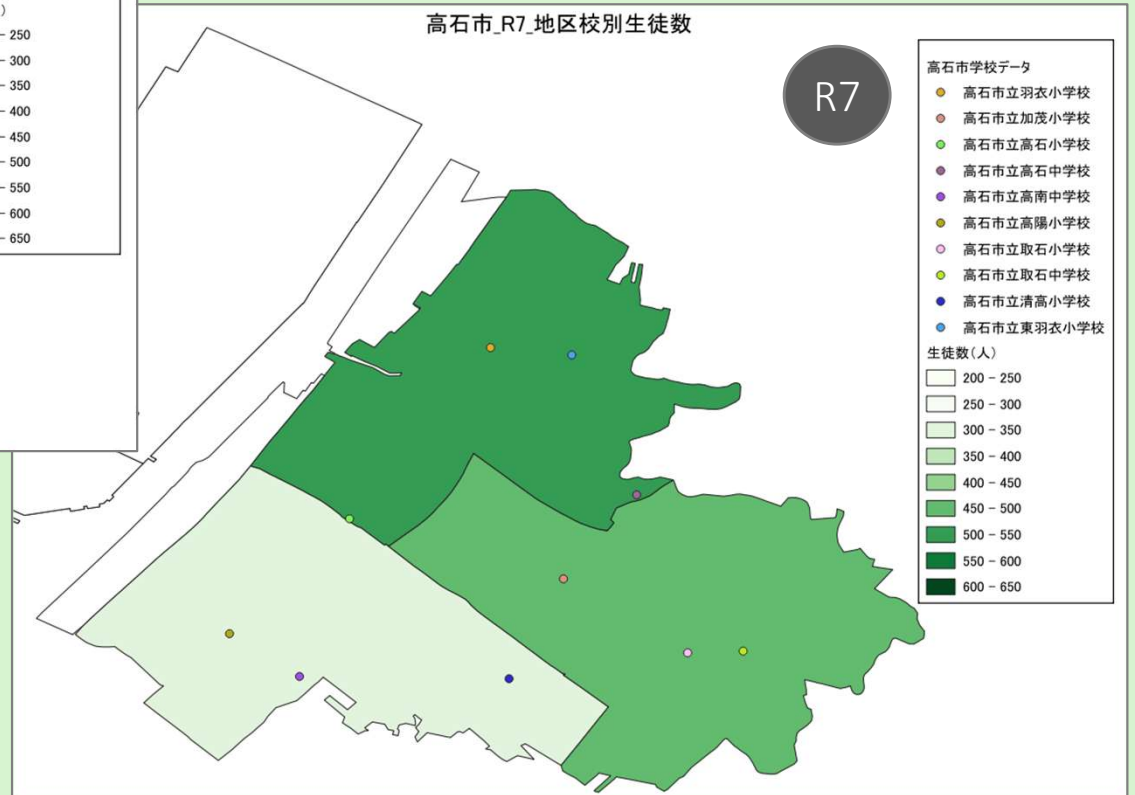 )
- 250
- 300
- 350
- 400
- 450
- 500
- 550
- 600
- 650
高石市_R7_地区校別生徒数
R7
高石市学校データ
高石市立羽衣小学校
高石市立加茂小学校
高石市立高石小学校
高石市立高石中学校
高石市立高南中学校
高石市立高陽小学校
高石市立取石小学校
高石市立取石中学校
高石市立清高小学校
高石市立東羽衣小学校
生徒数(人)
200 - 250
250 - 300
300 - 350
350 - 400
400 - 450
450 - 500
500 - 550
550 - 600
600 - 650